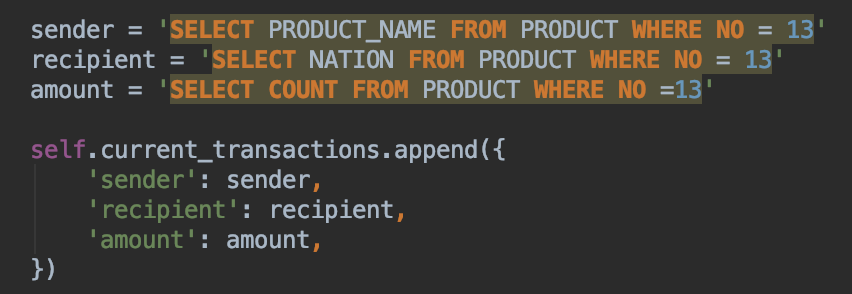 sender = 'SELECT PRODUCT_NAME FROM PRODUCT WHERE NO = 13'
recipient = 'SELECT NATION FROM PRODUCT WHERE NO = 13'
amount = 'SELECT COUNT FROM PRODUCT WHERE NO =13'
self.current_transactions.append({
'sender': sender,
'recipient': recipient,
'amount': amount,
})